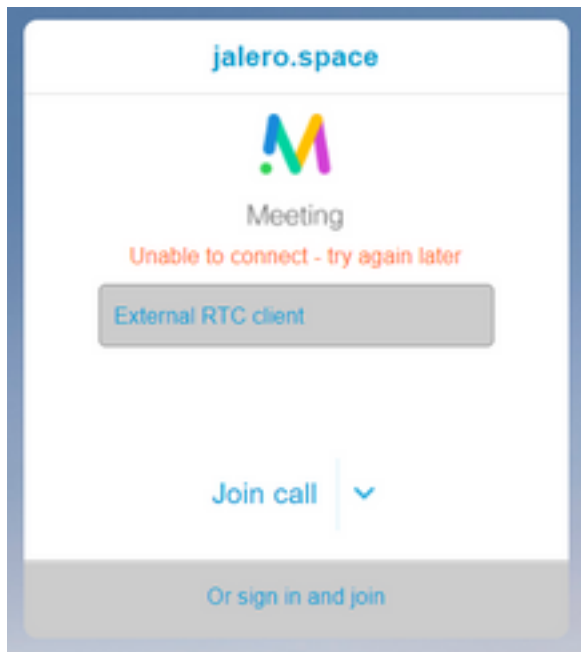 jalero.space
Meeting
Unable to connect - try again later
External RTC client
Join call
Or sign in and join